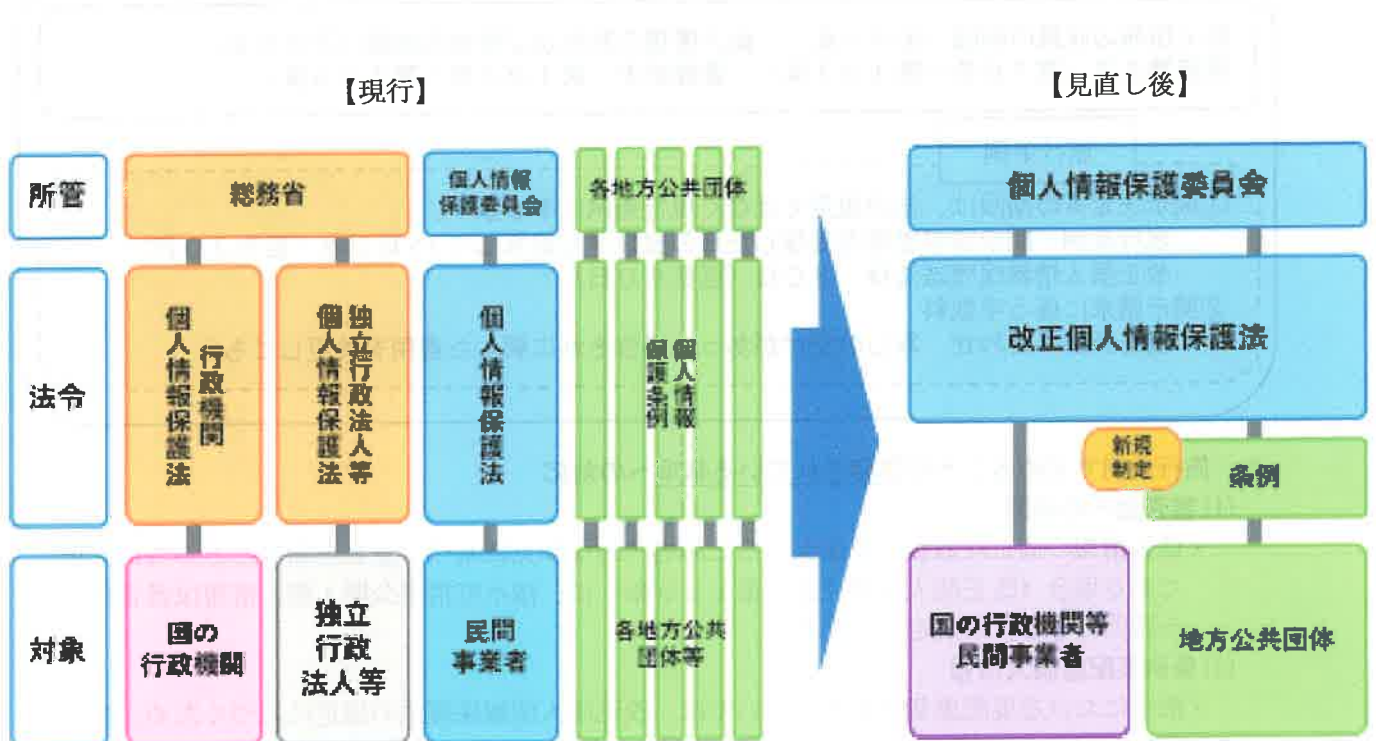 【現行】
【見直し後】
所管
総務省
個人情報
保護委員会
各地方公共団体
個人情報保護委員会
法令
行政機関
個人情報保護法
独立行政法人等
個人情報保護法
個人情報保護法
個人情報
保護条例
改正個人情報保護法
新規
制定
条例
対象
国の
行政機関
独立
行政
法人等
民間
事業者
各地方公共
団体等
国の行政機関等
民間事業者
地方公共団体